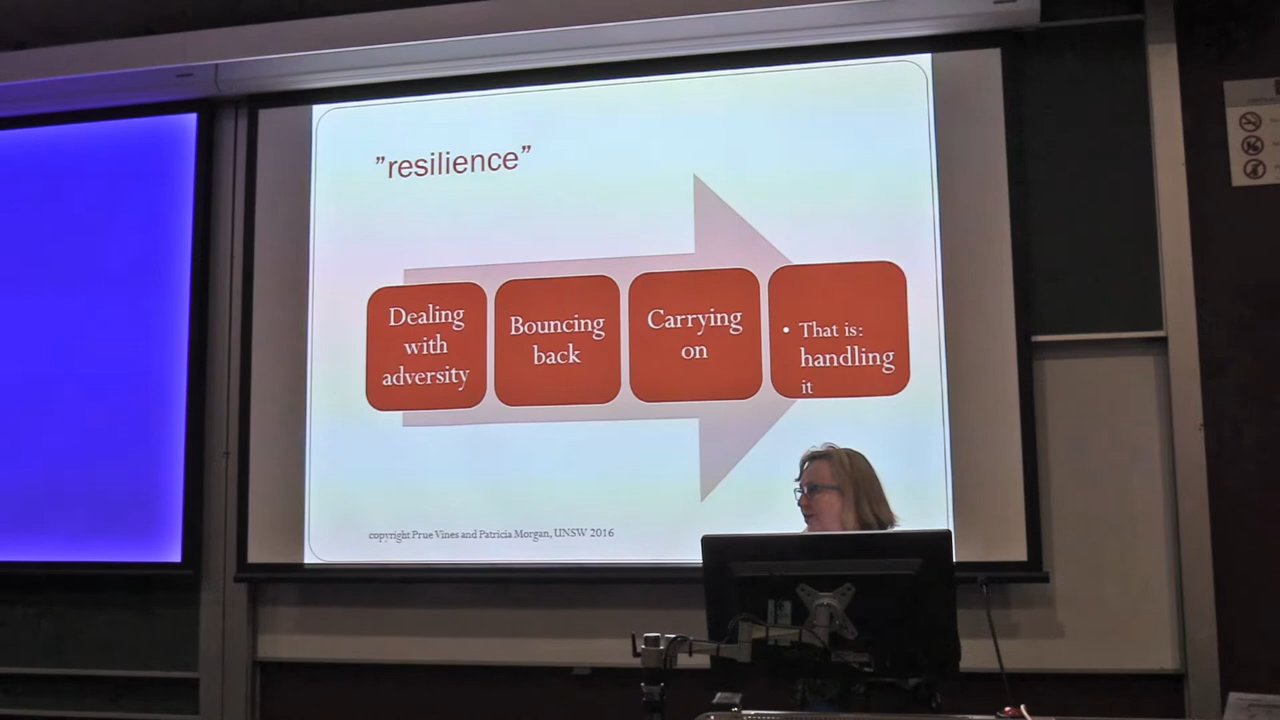 ”resilience”
Dealing
with
adversity
Bouncing
back
Carrying
on
• That is:
handling
it
copyright Prue Vines and Patricia Morgan, UNSW 2016